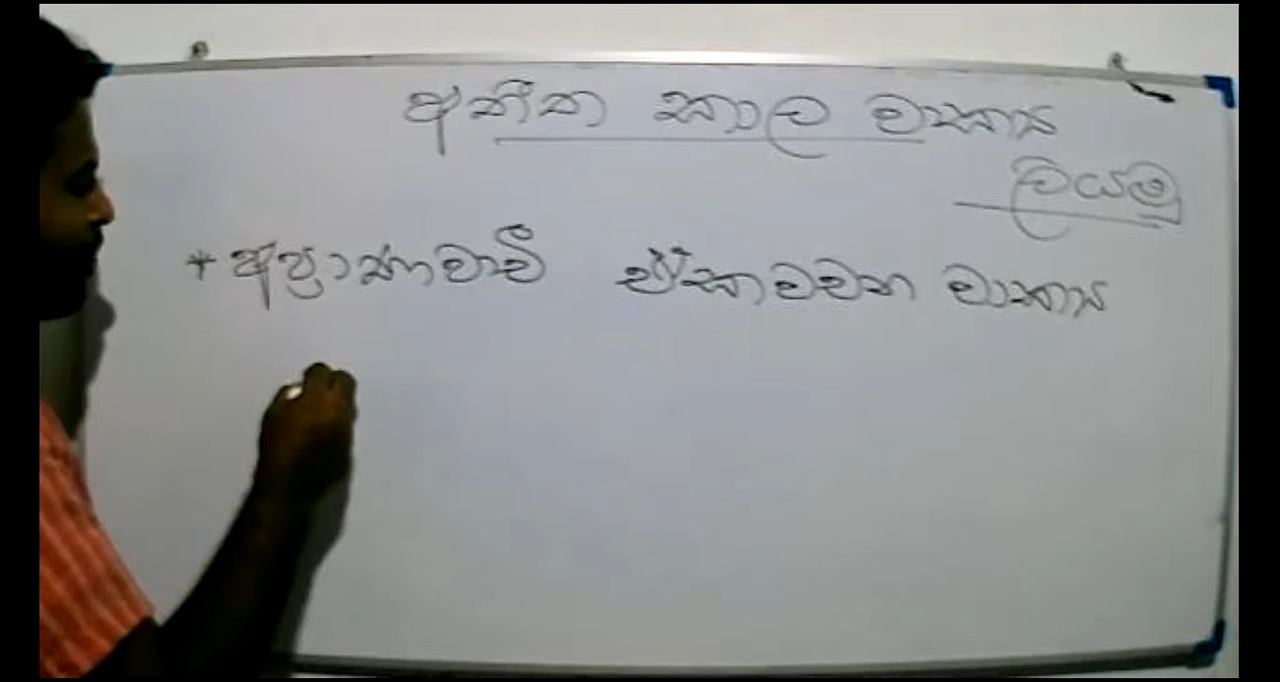 අතීත කාල වාක්‍ය
ලියමු
* අප්‍රාණවාචී ඒකවචන වාක්‍ය